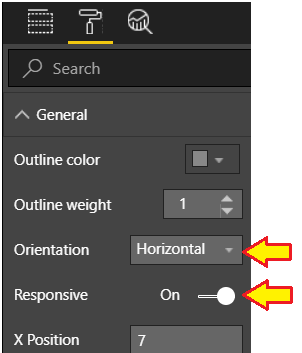 Search
General
Outline color
Outline weight 1
Orientation Horizontal
Responsive On
X Position 7